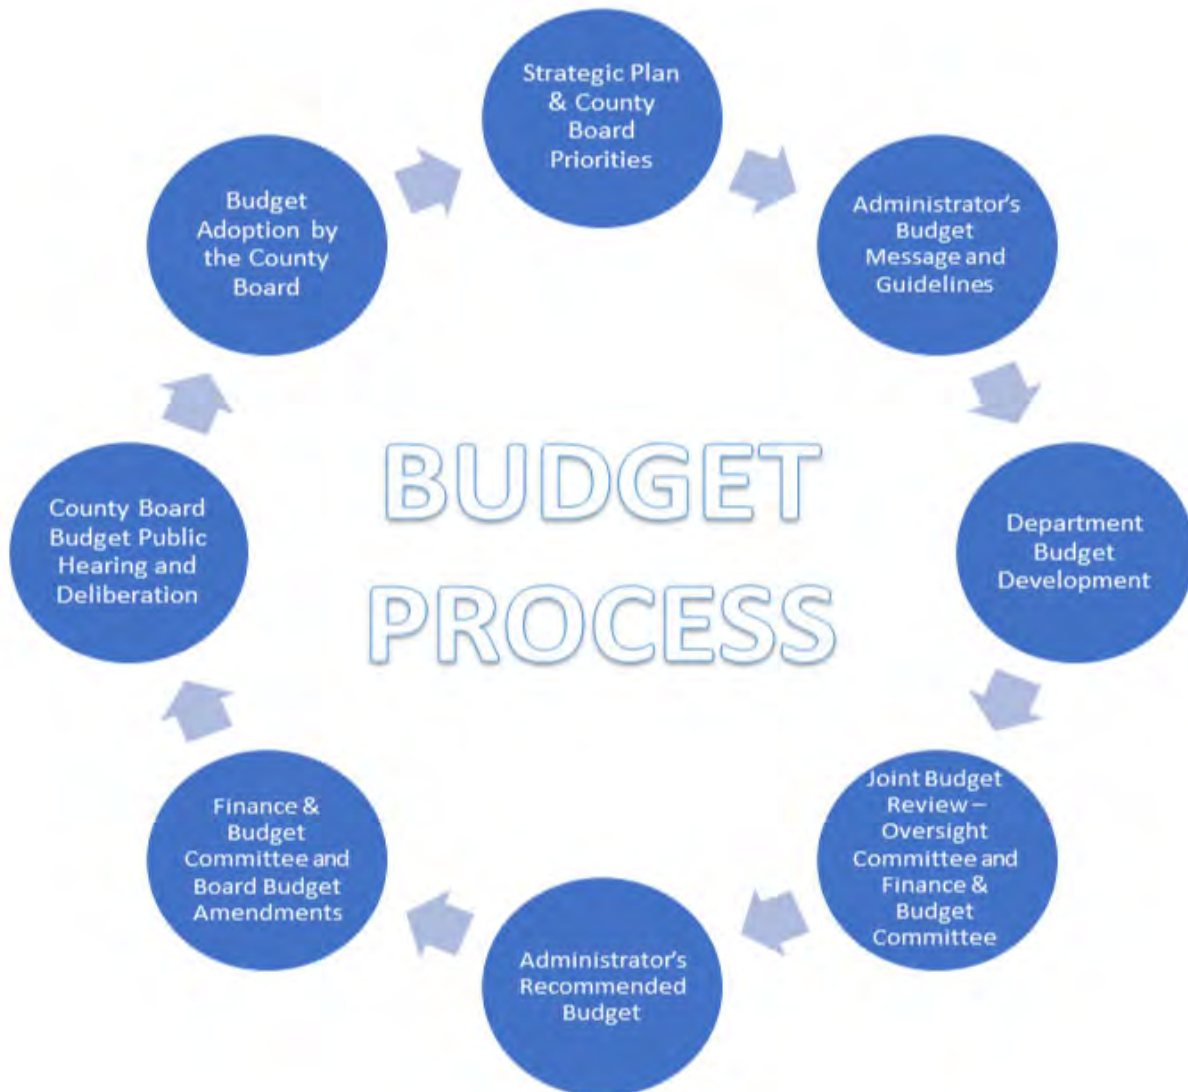 Strategic Plan
& County
Board
Priorities
Administrator's
Budget
Message and
Guidelines
Department
Budget
Development
Joint Budget
Review –
Oversight
Committee and
Finance &
Budget
Committee
Administrator's
Recommended
Budget
Finance &
Budget
Committee and
Board Budget
Amendments
County Board
Budget Public
Hearing and
Deliberation
Budget
Adoption by
the County
Board
BUDGET
PROCESS